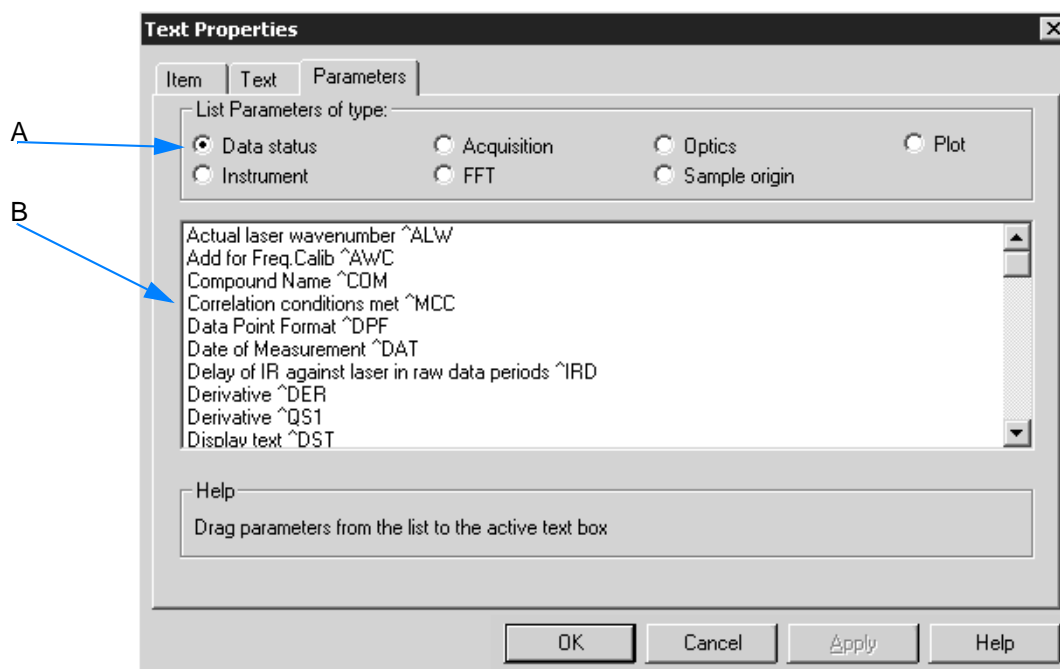 Text Properties
Item Text Parameters
List Parameters of type:
A
Data status Acquisition Optics Plot
Instrument FFT Sample origin
B
Actual laser wavenumber ^ALW
Add for Freq.Calib ^AWC
Compound Name ^COM
Correlation conditions met ^MCC
Data Point Format ^DPF
Date of Measurement ^DAT
Delay of IR against laser in raw data periods ^IRD
Derivative ^DER
Derivative ^QS1
Display text ^DST
Help
Drag parameters from the list to the active text box
OK Cancel Apply Help